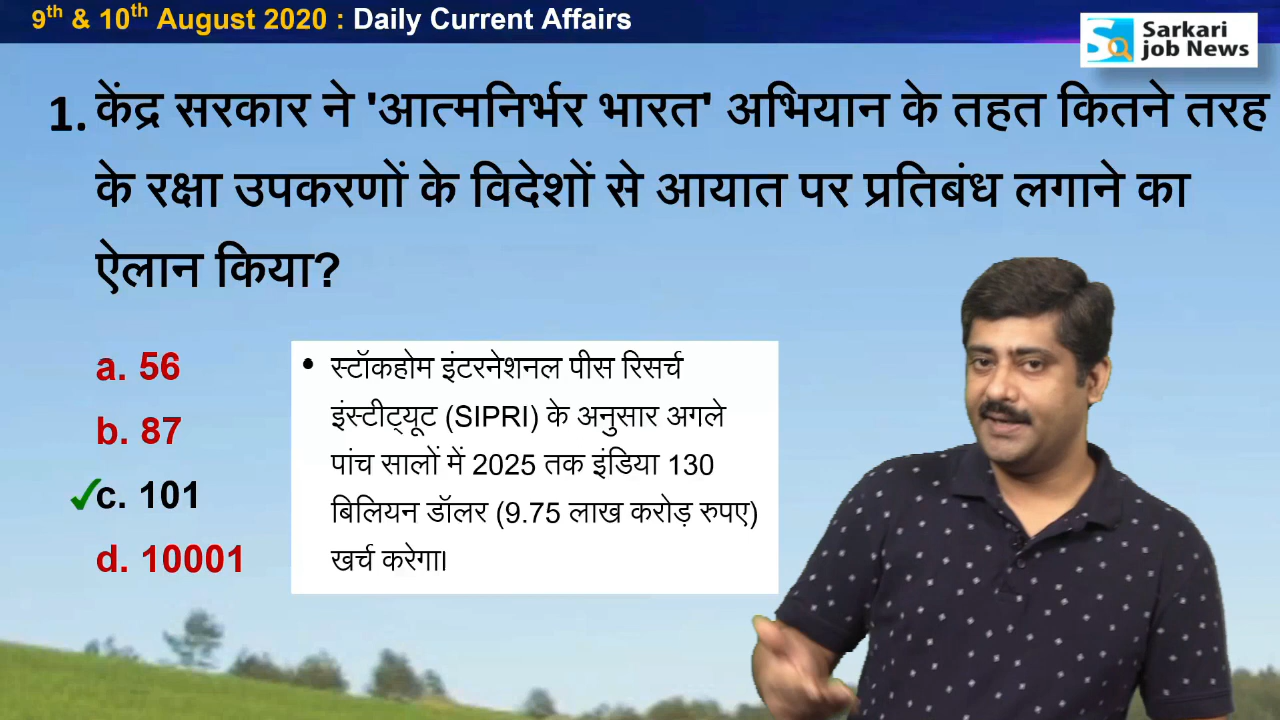 9th & 10th August 2020 : Daily Current Affairs
Sarkari
job News
1. केंद्र सरकार ने 'आत्मनिर्भर भारत' अभियान के तहत कितने तरह
के रक्षा उपकरणों के विदेशों से आयात पर प्रतिबंध लगाने का
ऐलान किया?
a. 56
b. 87
✓c. 101
d. 10001
• स्टॉकहोम इंटरनेशनल पीस रिसर्च
इंस्टीट्यूट (SIPRI) के अनुसार अगले
पांच सालों में 2025 तक इंडिया 130
बिलियन डॉलर (9.75 लाख करोड़ रुपए)
खर्च करेगा।